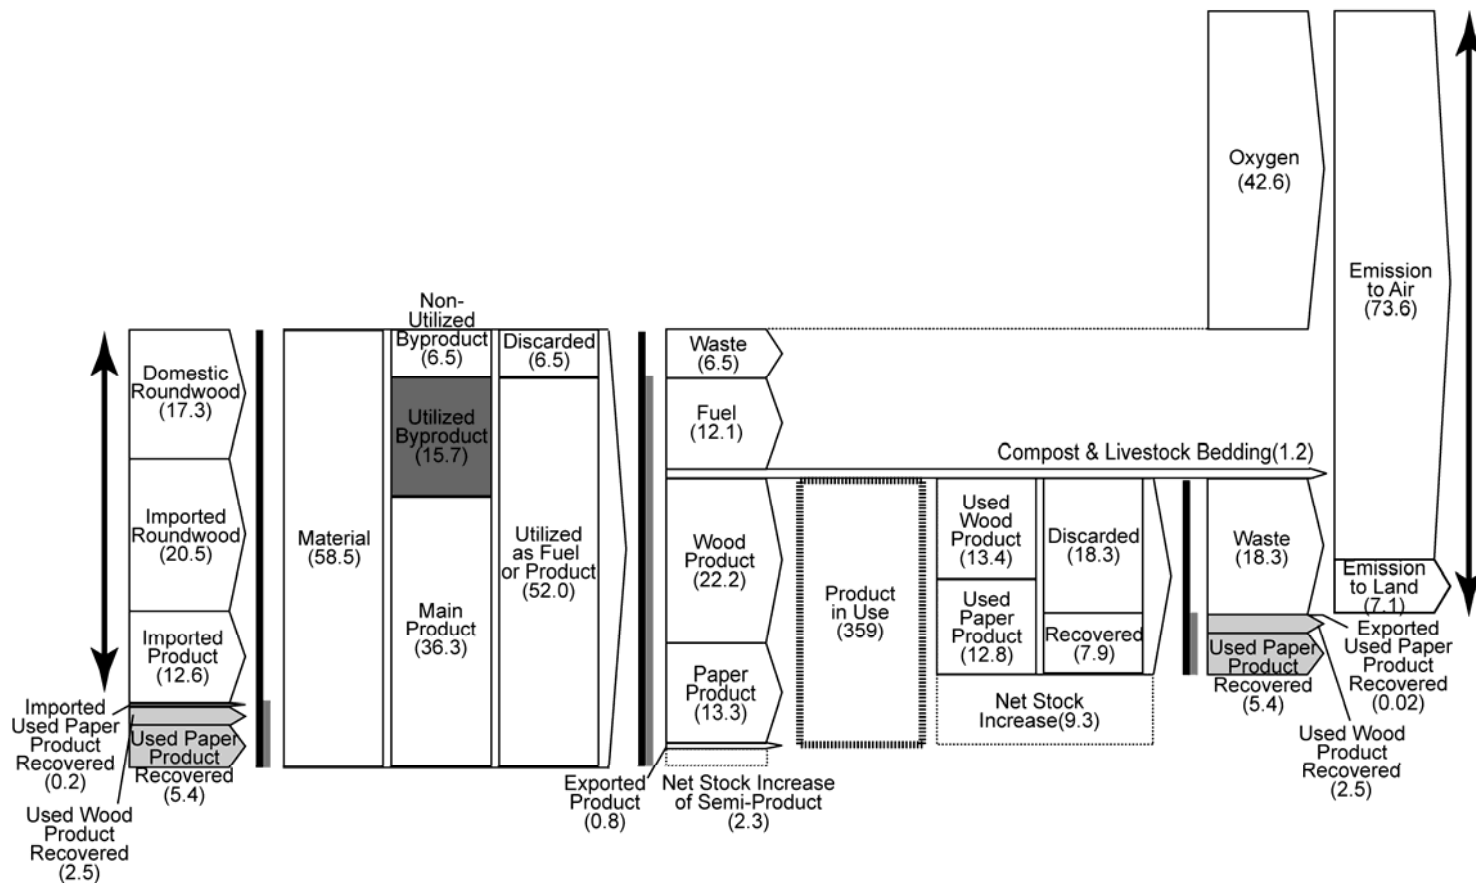 Domestic
Roundwood
(17.3)
Imported
Roundwood
(20.5)
Imported
Product
(12.6)
Imported
Used Paper
Product
Recovered
(0.2)
Used Paper
Product
Recovered
(5.4)
Used Wood
Product
Recovered
(2.5)
Material
(58.5)
Non-
Utilized
Byproduct
(6.5)
Utilized
Byproduct
(15.7)
Main
Product
(36.3)
Discarded
(6.5)
Utilized
as Fuel
or Product
(52.0)
Waste
(6.5)
Fuel
(12.1)
Compost & Livestock Bedding(1.2)
Wood
Product
(22.2)
Paper
Product
(13.3)
Exported
Product
(0.8)
Net Stock Increase
of Semi-Product
(2.3)
Product
in Use
(359)
Used
Wood
Product
(13.4)
Used
Paper
Product
(12.8)
Discarded
(18.3)
Recovered
(7.9)
Net Stock
Increase(9.3)
Oxygen
(42.6)
Waste
(18.3)
Used Paper
Product
Recovered
(5.4)
Emission
to Air
(73.6)
Emission
to Land
(7.1)
Exported
Used Paper
Product
Recovered
(0.02)
Used Wood
Product
Recovered
(2.5)